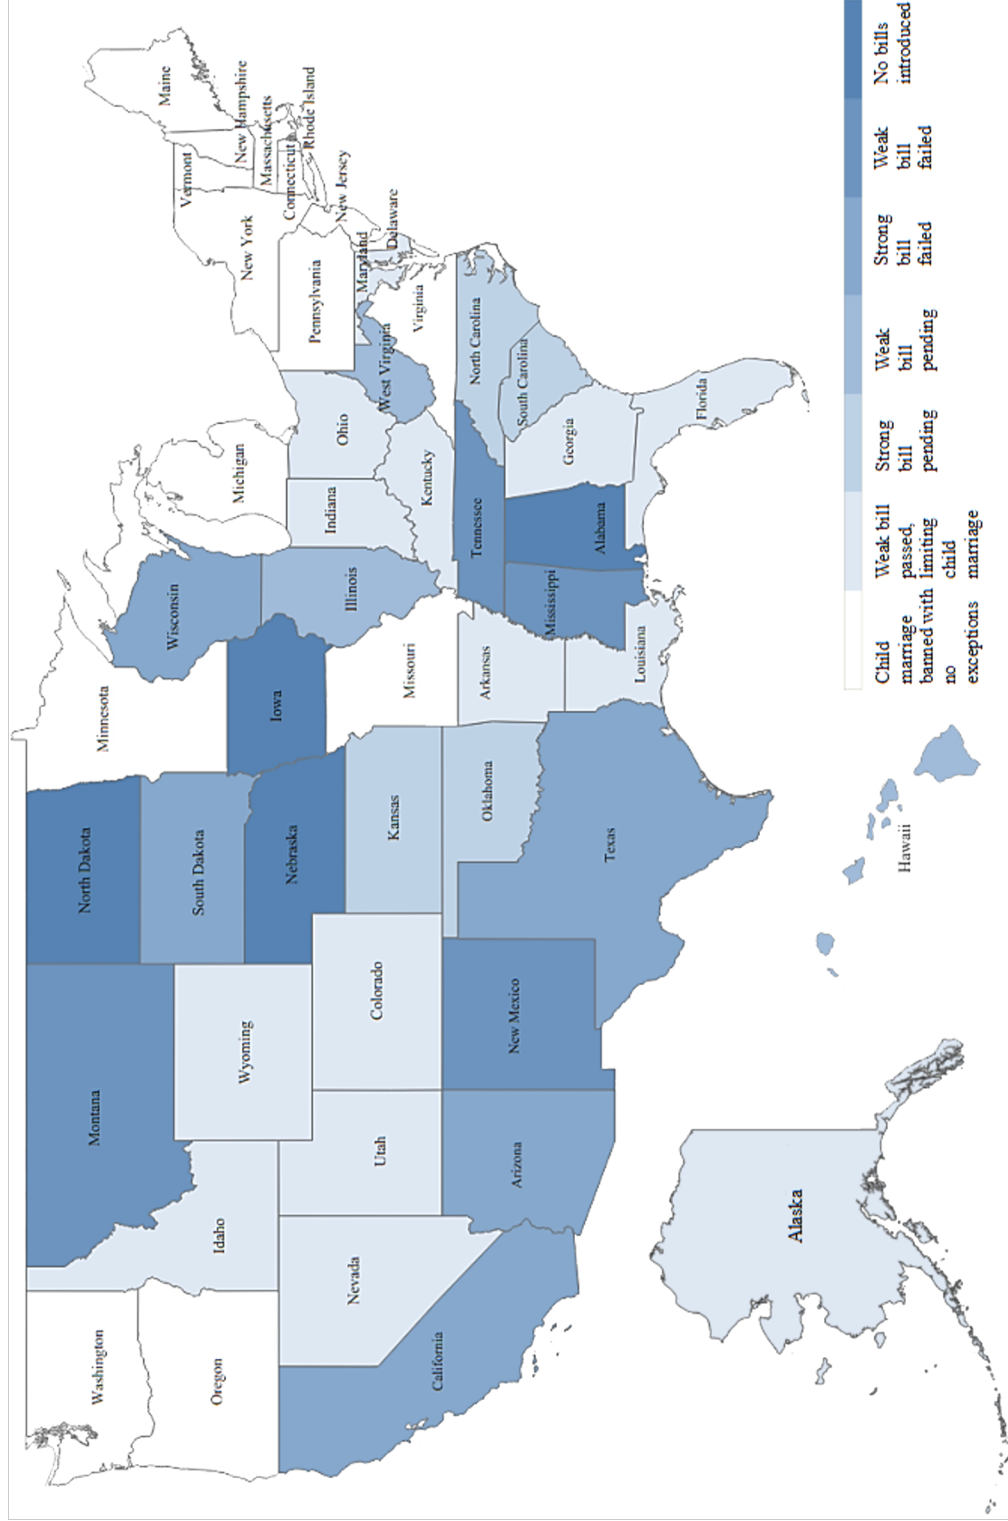 Washington
Oregon
California
Nevada
Idaho
Montana
Wyoming
Utah
Arizona
Colorado
New Mexico
North Dakota
South Dakota
Nebraska
Kansas
Oklahoma
Texas
Minnesota
Iowa
Missouri
Arkansas
Louisiana
Wisconsin
Illinois
Michigan
Indiana
Ohio
Kentucky
Tennessee
Mississippi
Alabama
Georgia
Florida
South Carolina
North Carolina
Virginia
West Virginia
Maryland
Delaware
Pennsylvania
New Jersey
New York
Connecticut
Rhode Island
Massachusetts
Vermont
New Hampshire
Maine
Alaska
Hawaii
Child
marriage
banned with
no
exceptions
Weak bill
passed,
limiting
child
marriage
Strong
bill
pending
Weak
bill
pending
Strong
bill
failed
Weak
bill
failed
No bills
introduced